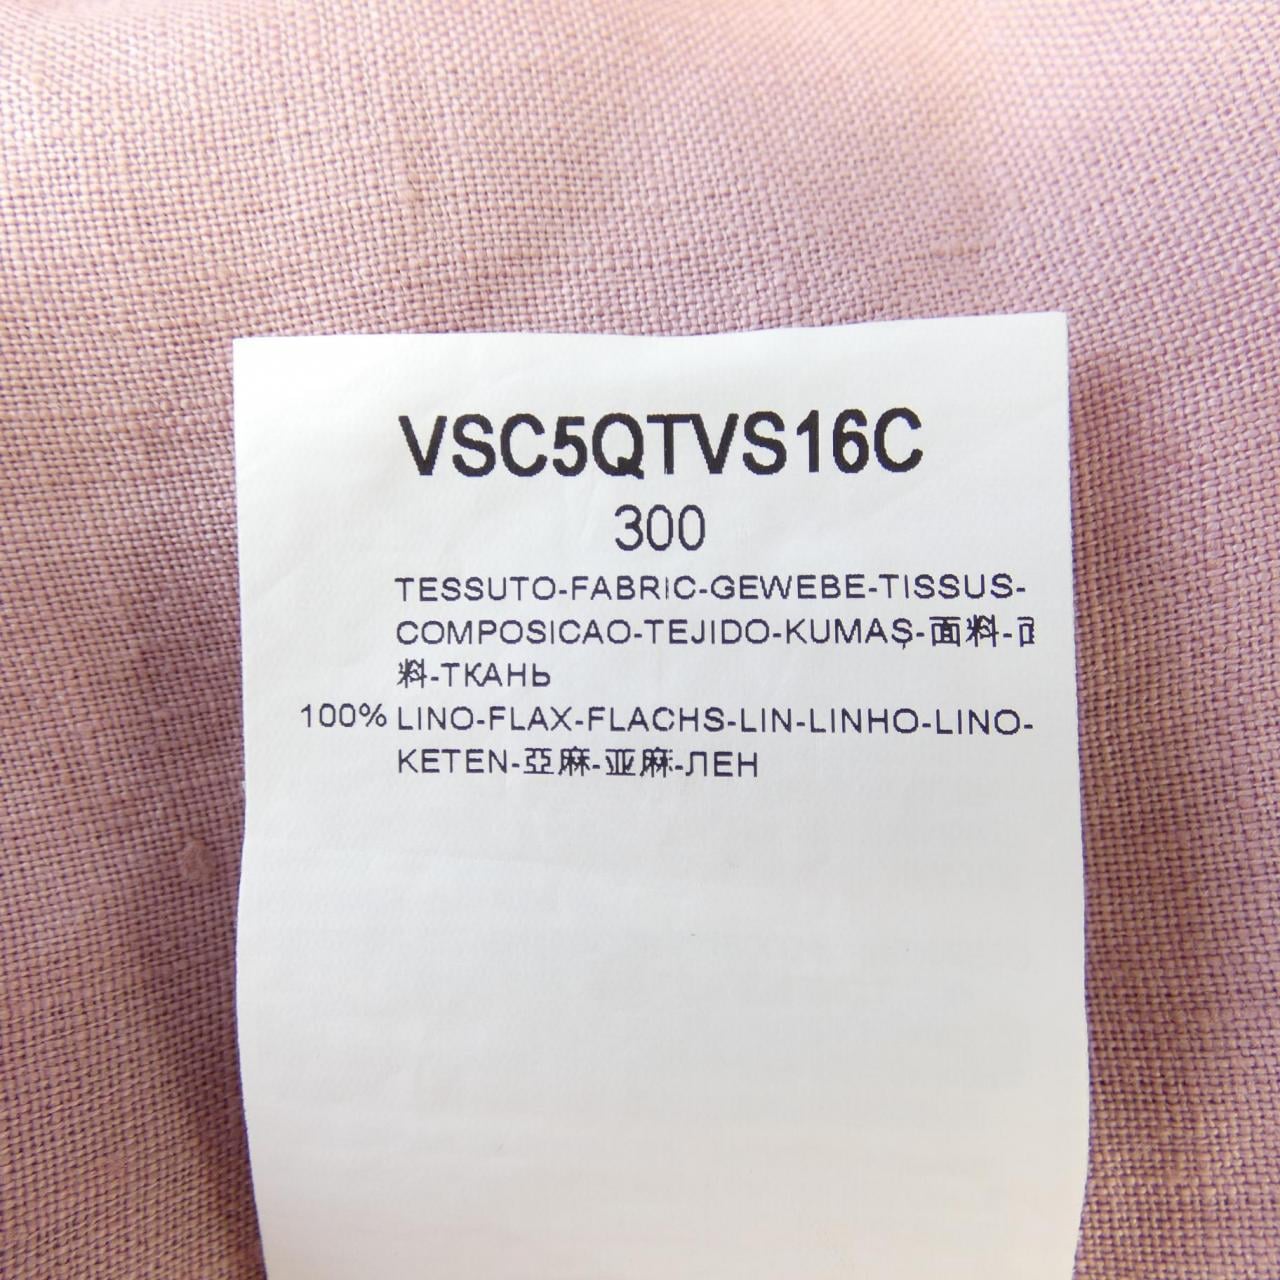 VSC5QTVS16C
300
TESSUTO-FABRIC-GEWEBE-TISSUS-
COMPOSICAO-TEJIDO-KUMAŞ-面料-面
料-ТКАНЬ
100% LINO-FLAX-FLACHS-LIN-LINHO-LINO-
KETEN-亞麻-亚麻-ЛЕН